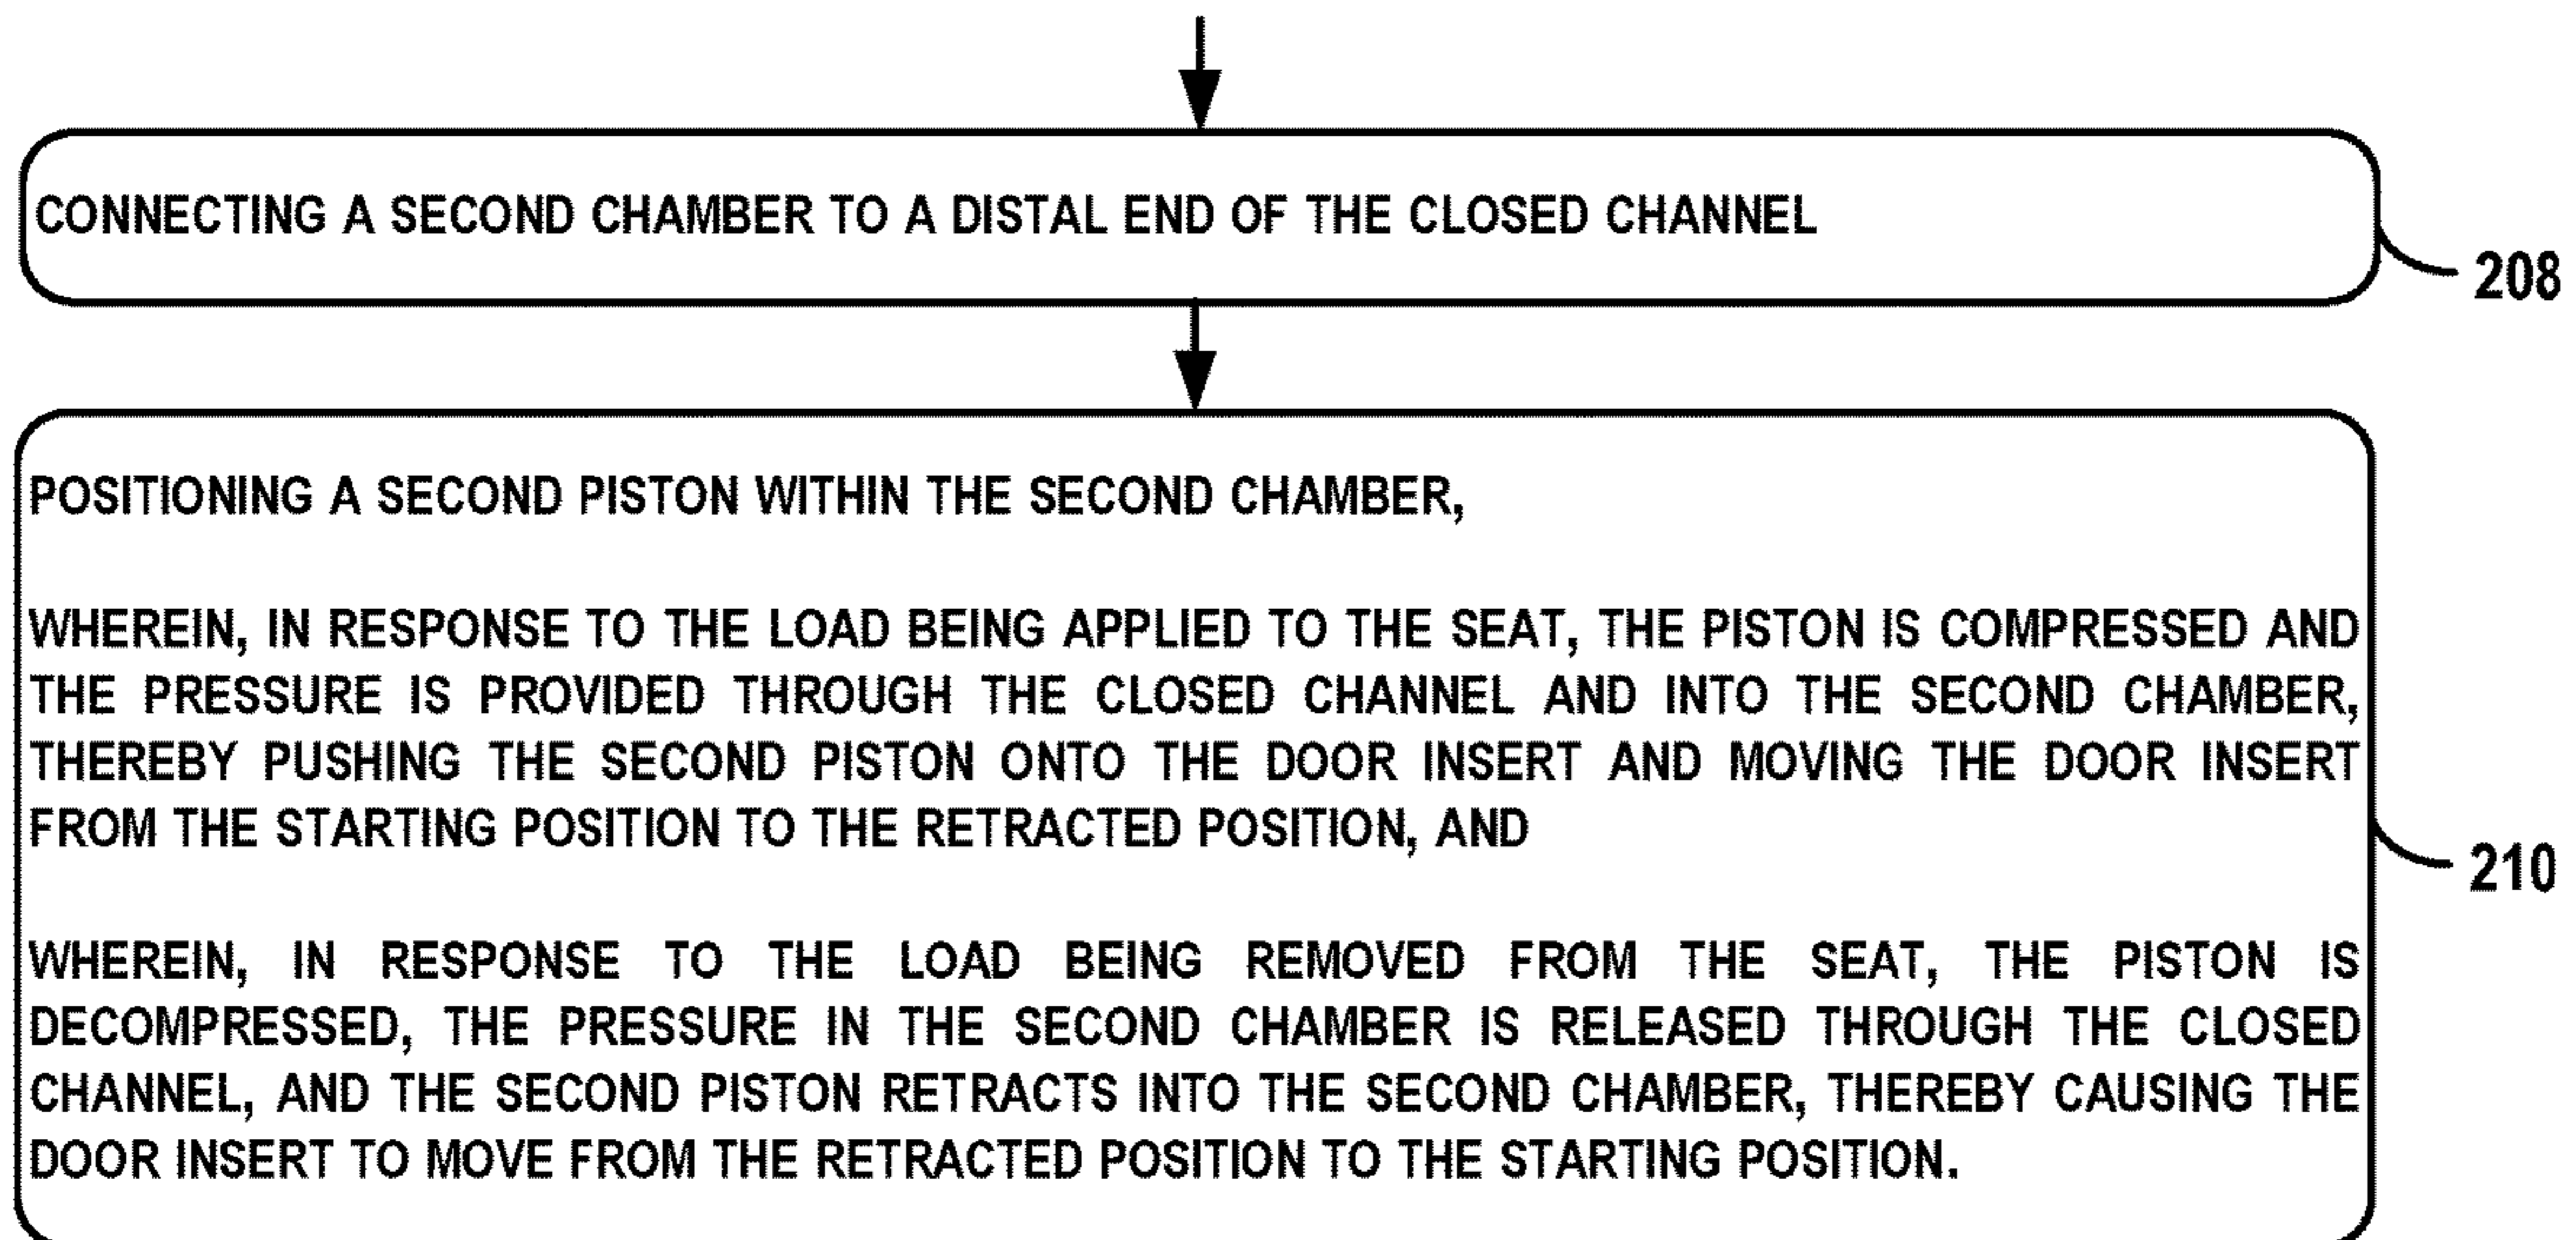 CONNECTING A SECOND CHAMBER TO A DISTAL END OF THE CLOSED CHANNEL
208
POSITIONING A SECOND PISTON WITHIN THE SECOND CHAMBER,
WHEREIN, IN RESPONSE TO THE LOAD BEING APPLIED TO THE SEAT, THE PISTON IS COMPRESSED AND
THE PRESSURE IS PROVIDED THROUGH THE CLOSED CHANNEL AND INTO THE SECOND CHAMBER,
THEREBY PUSHING THE SECOND PISTON ONTO THE DOOR INSERT AND MOVING THE DOOR INSERT
FROM THE STARTING POSITION TO THE RETRACTED POSITION, AND
210
WHEREIN, IN RESPONSE TO THE LOAD BEING REMOVED FROM THE SEAT, THE PISTON IS
DECOMPRESSED, THE PRESSURE IN THE SECOND CHAMBER IS RELEASED THROUGH THE CLOSED
CHANNEL, AND THE SECOND PISTON RETRACTS INTO THE SECOND CHAMBER, THEREBY CAUSING THE
DOOR INSERT TO MOVE FROM THE RETRACTED POSITION TO THE STARTING POSITION.